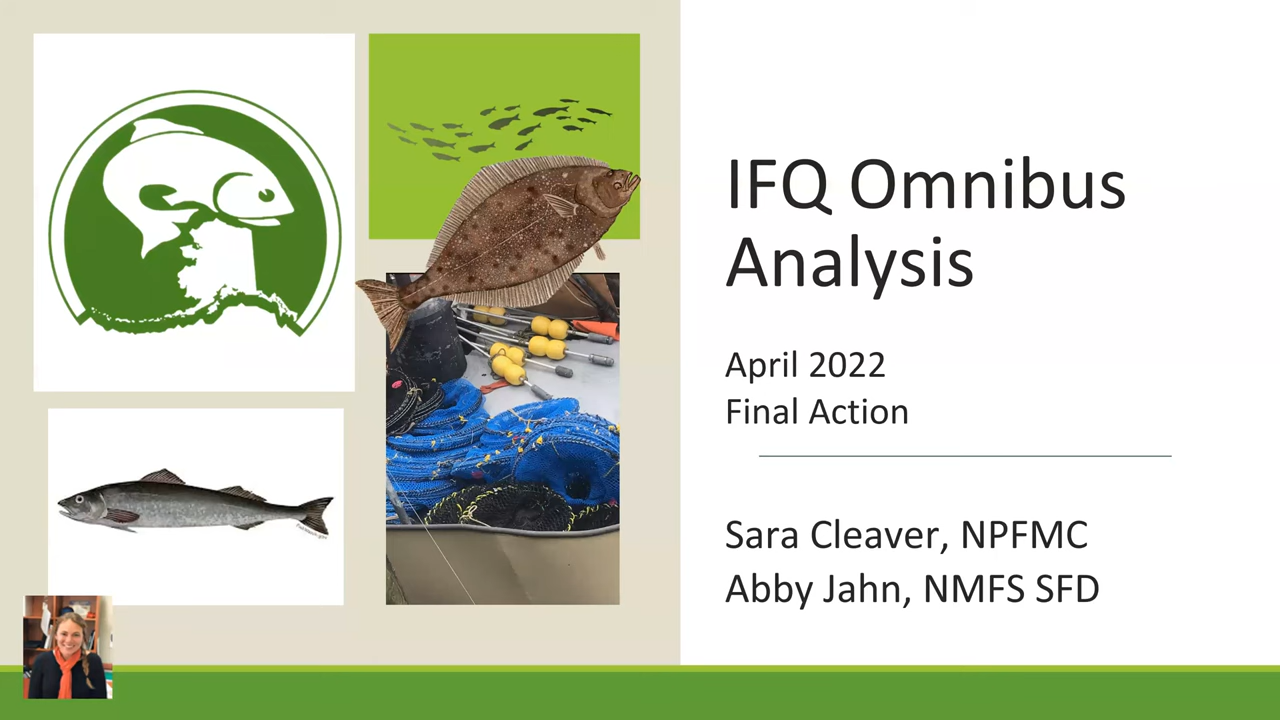 IFQ Omnibus
Analysis
April 2022
Final Action
Sara Cleaver, NPFMC
Abby Jahn, NMFS SFD